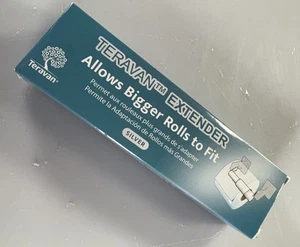 Teravan®
TERAVAN™ EXTENDER
Allows Bigger Rolls to Fit
Permet aux rouleaux plus grands de s'adapter
Permite la Adaptación de Rollos más Grandes
SILVER